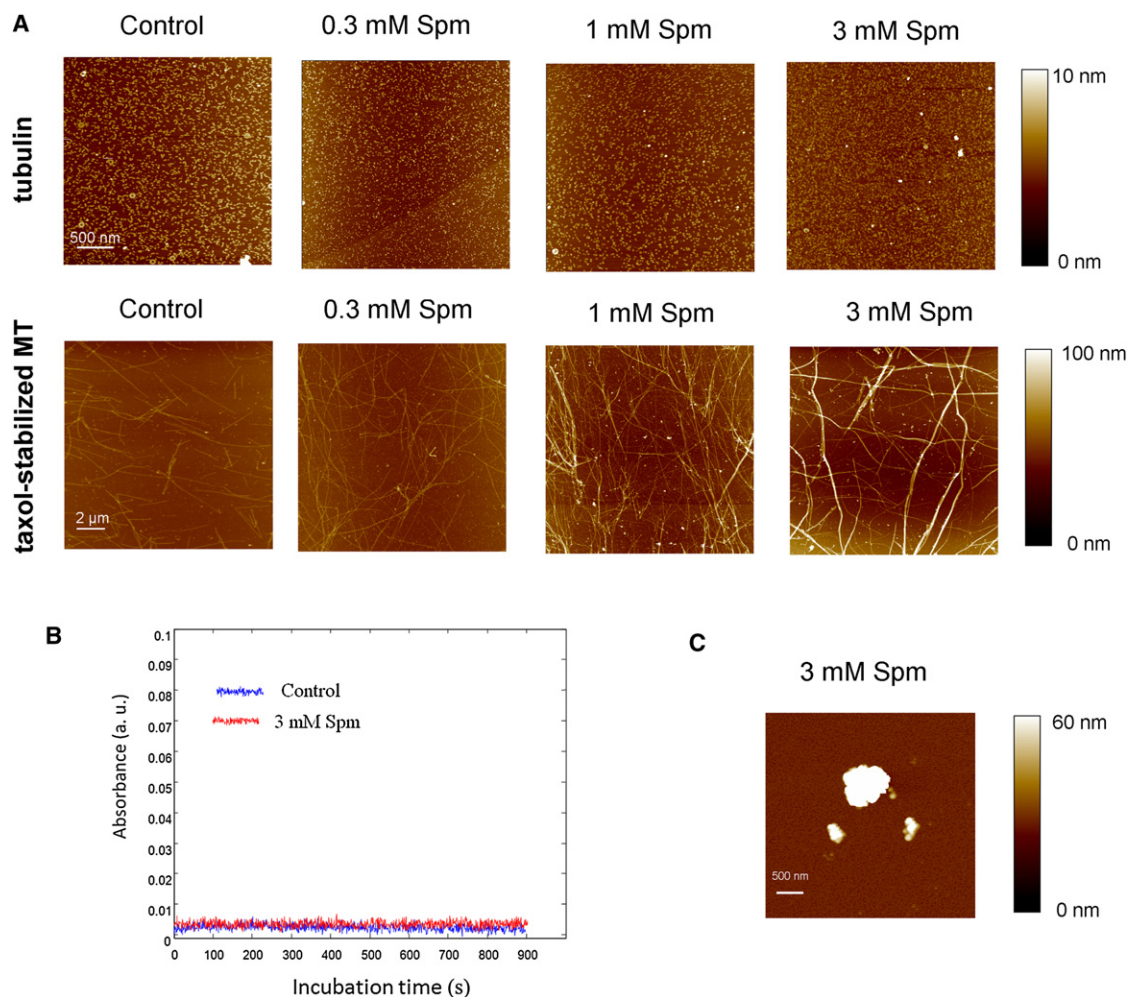 A
Control
0.3 mM Spm
1 mM Spm
3 mM Spm
tubulin
500 nm
10 nm
0 nm
Control
0.3 mM Spm
1 mM Spm
3 mM Spm
taxol-stabilized MT
2 µm
100 nm
0 nm
B
Absorbance (a. u.)
0.1
0.09
0.08
0.07
0.06
0.05
0.04
0.03
0.02
0.01
0
Control
3 mM Spm
0 100 200 300 400 500 600 700 800 900
Incubation time (s)
C
3 mM Spm
500 nm
60 nm
0 nm